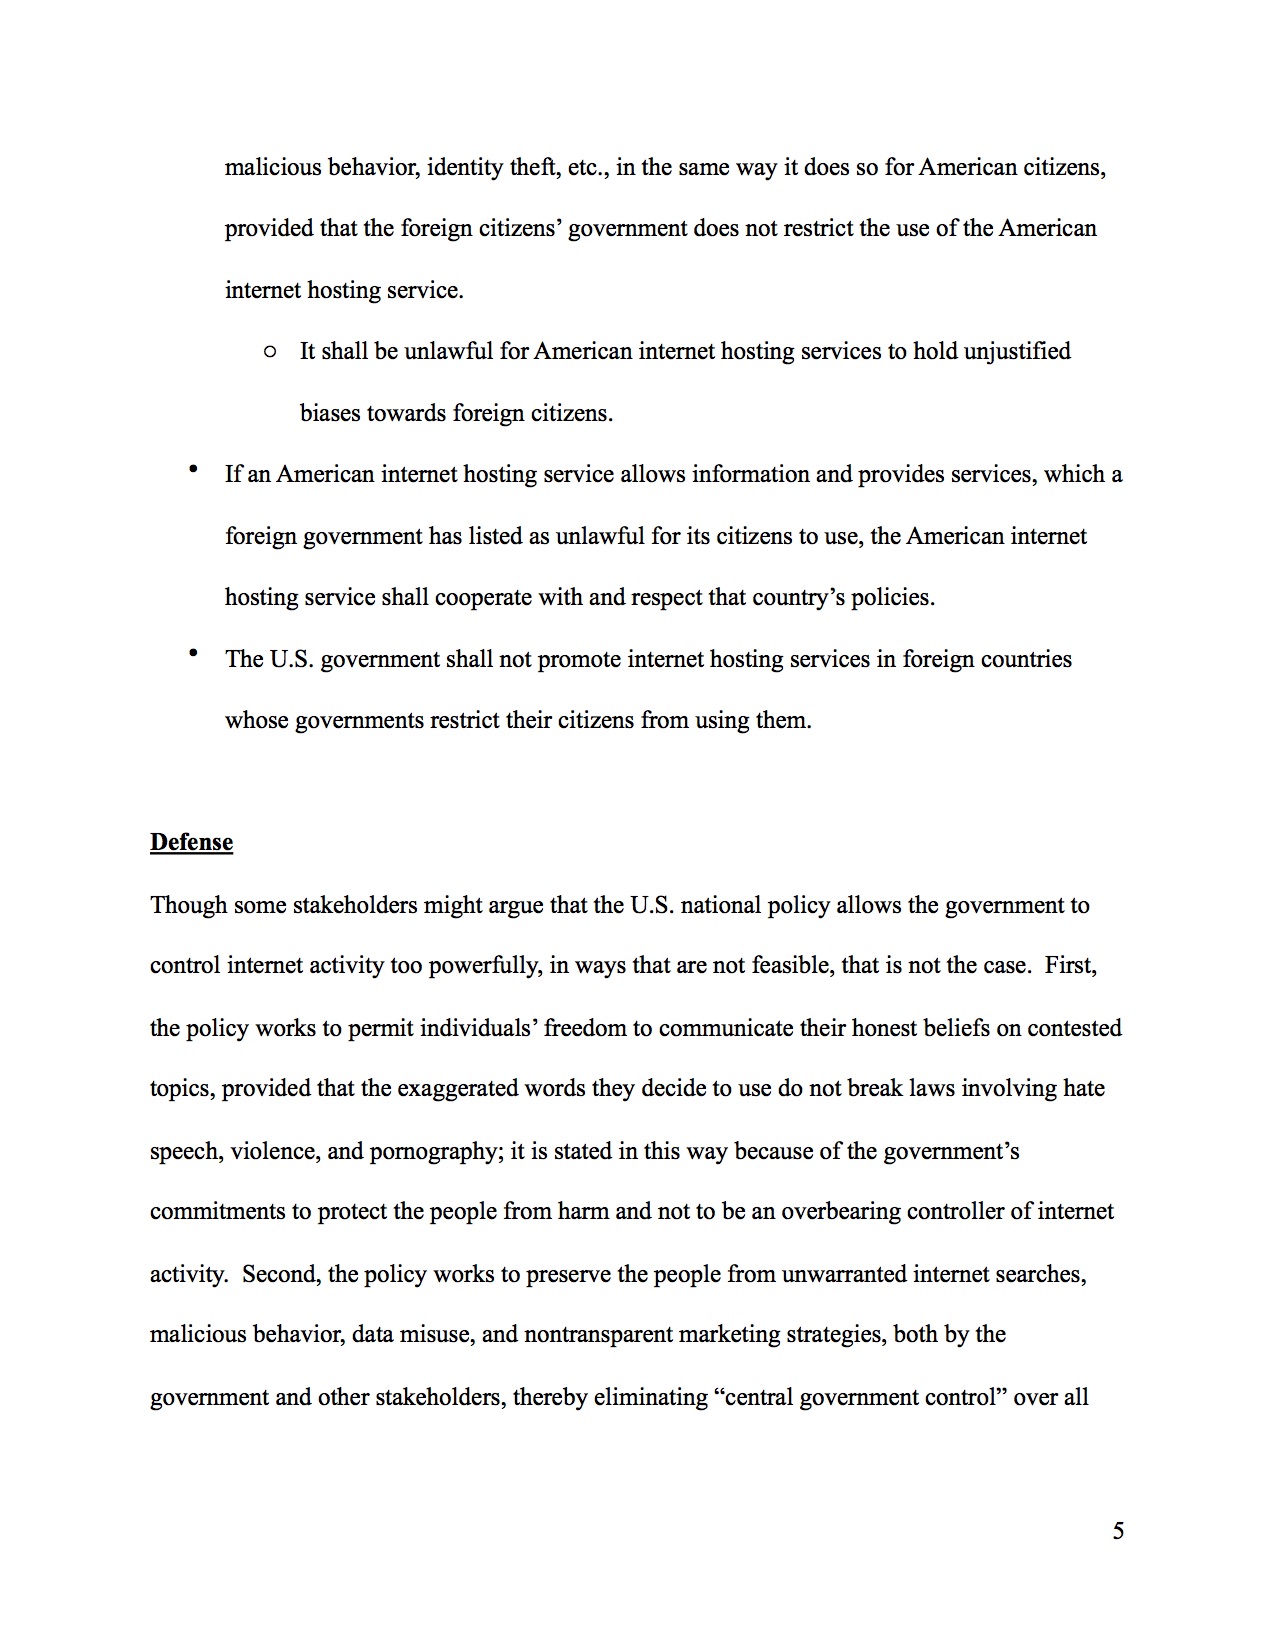 malicious behavior, identity theft, etc., in the same way it does so for American citizens,
provided that the foreign citizens’ government does not restrict the use of the American
internet hosting service.
○ It shall be unlawful for American internet hosting services to hold unjustified
biases towards foreign citizens.
• If an American internet hosting service allows information and provides services, which a
foreign government has listed as unlawful for its citizens to use, the American internet
hosting service shall cooperate with and respect that country’s policies.
• The U.S. government shall not promote internet hosting services in foreign countries
whose governments restrict their citizens from using them.
Defense
Though some stakeholders might argue that the U.S. national policy allows the government to
control internet activity too powerfully, in ways that are not feasible, that is not the case.  First,
the policy works to permit individuals’ freedom to communicate their honest beliefs on contested
topics, provided that the exaggerated words they decide to use do not break laws involving hate
speech, violence, and pornography; it is stated in this way because of the government’s
commitments to protect the people from harm and not to be an overbearing controller of internet
activity.  Second, the policy works to preserve the people from unwarranted internet searches,
malicious behavior, data misuse, and nontransparent marketing strategies, both by the
government and other stakeholders, thereby eliminating “central government control” over all
5